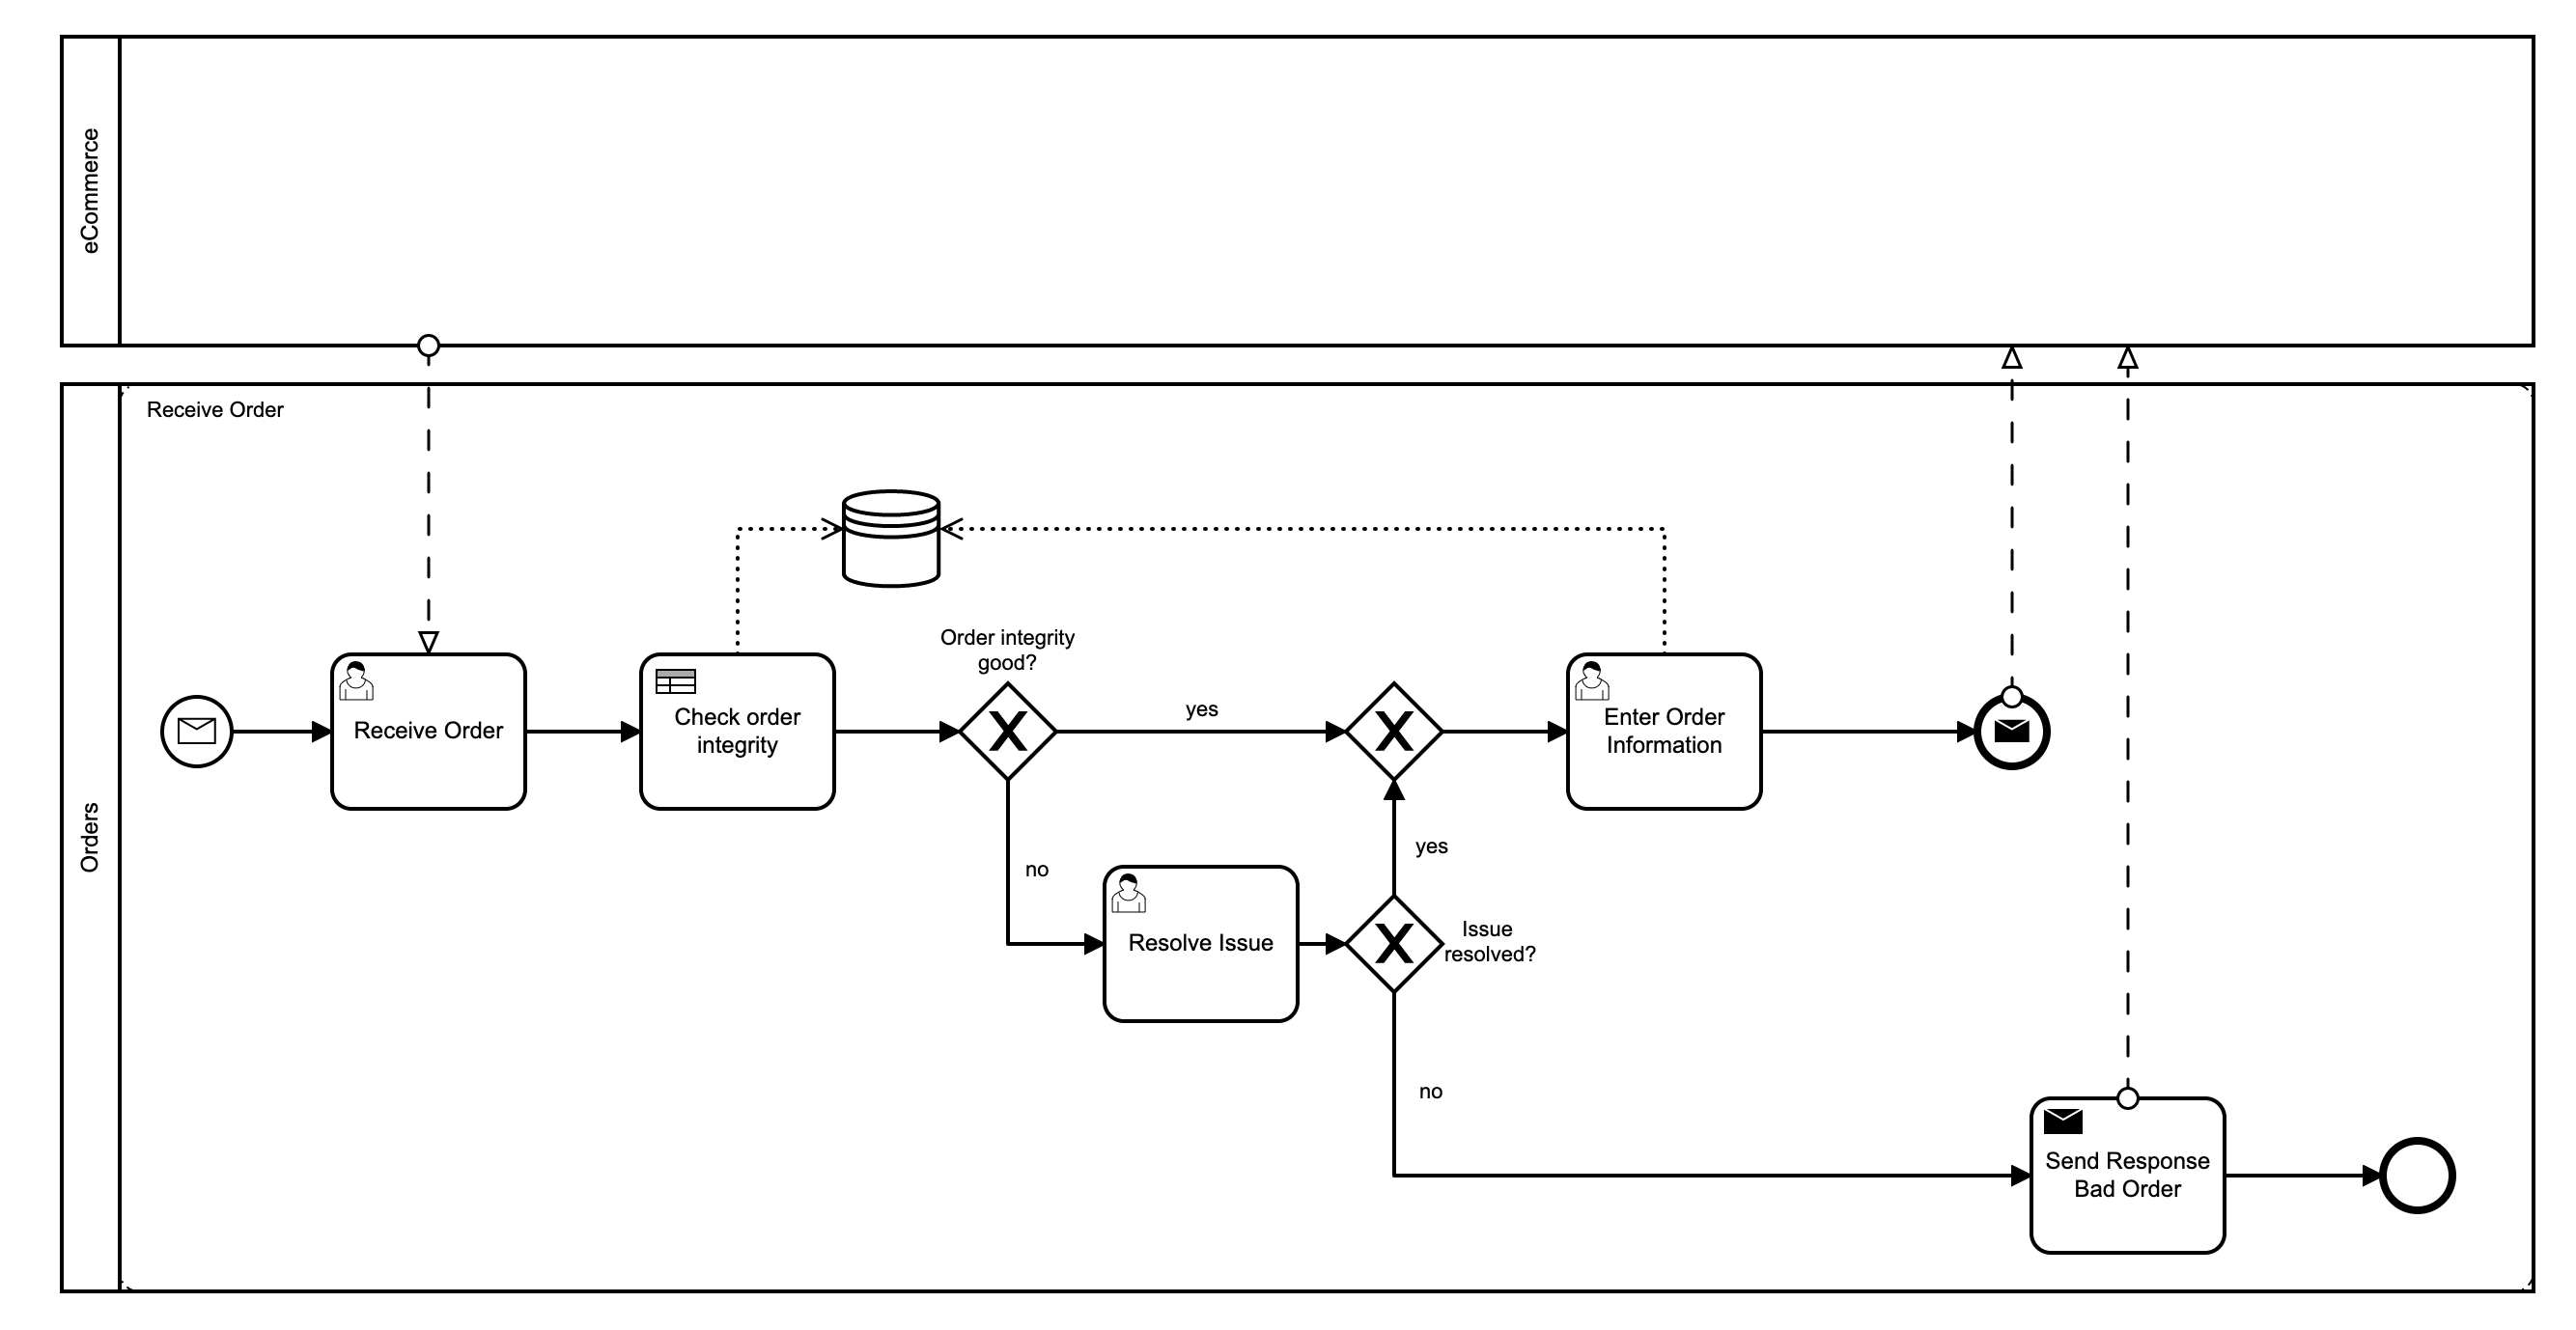 eCommerce
Orders
Receive Order
Receive Order
Check order
integrity
Order integrity
good?
yes
no
Resolve Issue
Issue
resolved?
yes
no
Enter Order
Information
Send Response
Bad Order